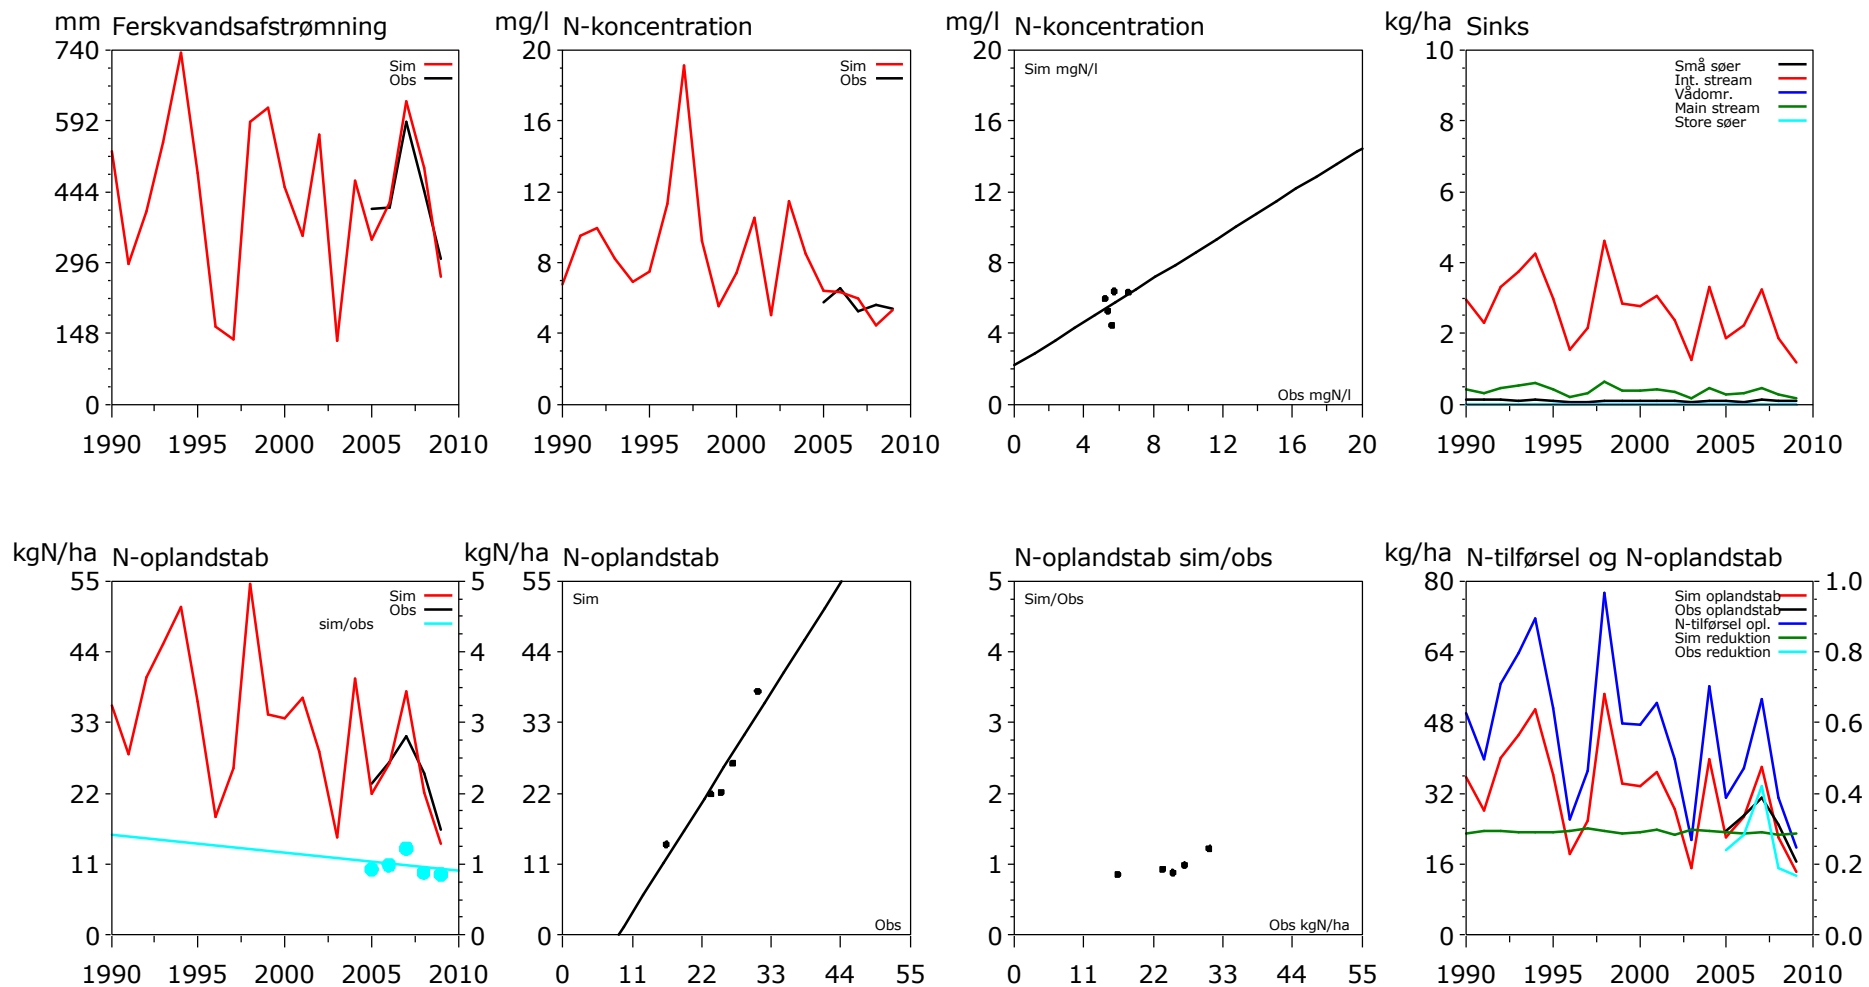 mm Ferskvandsafstrømning
740
592
444
296
148
0
1990 1995 2000 2005 2010
Sim
Obs
mg/l N-koncentration
20
16
12
8
4
0
1990 1995 2000 2005 2010
Sim
Obs
mg/l N-koncentration
20
16
12
8
4
0
0 4 8 12 16 20
Sim mgN/l
Obs mgN/l
kg/ha Sinks
10
8
6
4
2
0
1990 1995 2000 2005 2010
Små søer
Int. stream
Vådomr.
Main stream
Store søer
kgN/ha N-oplandstab
55
44
33
22
11
0
5
4
3
2
1
0
1990 1995 2000 2005 2010
Sim
Obs
sim/obs
kgN/ha N-oplandstab
55
44
33
22
11
0
0 11 22 33 44 55
Sim
Obs
N-oplandstab sim/obs
5
4
3
2
1
0
0 11 22 33 44 55
Sim/Obs
Obs kgN/ha
kg/ha N-tilførsel og N-oplandstab
80
64
48
32
16
0
1.0
0.8
0.6
0.4
0.2
0.0
1990 1995 2000 2005 2010
Sim oplandstab
Obs oplandstab
N-tilførsel opl.
Sim reduktion
Obs reduktion